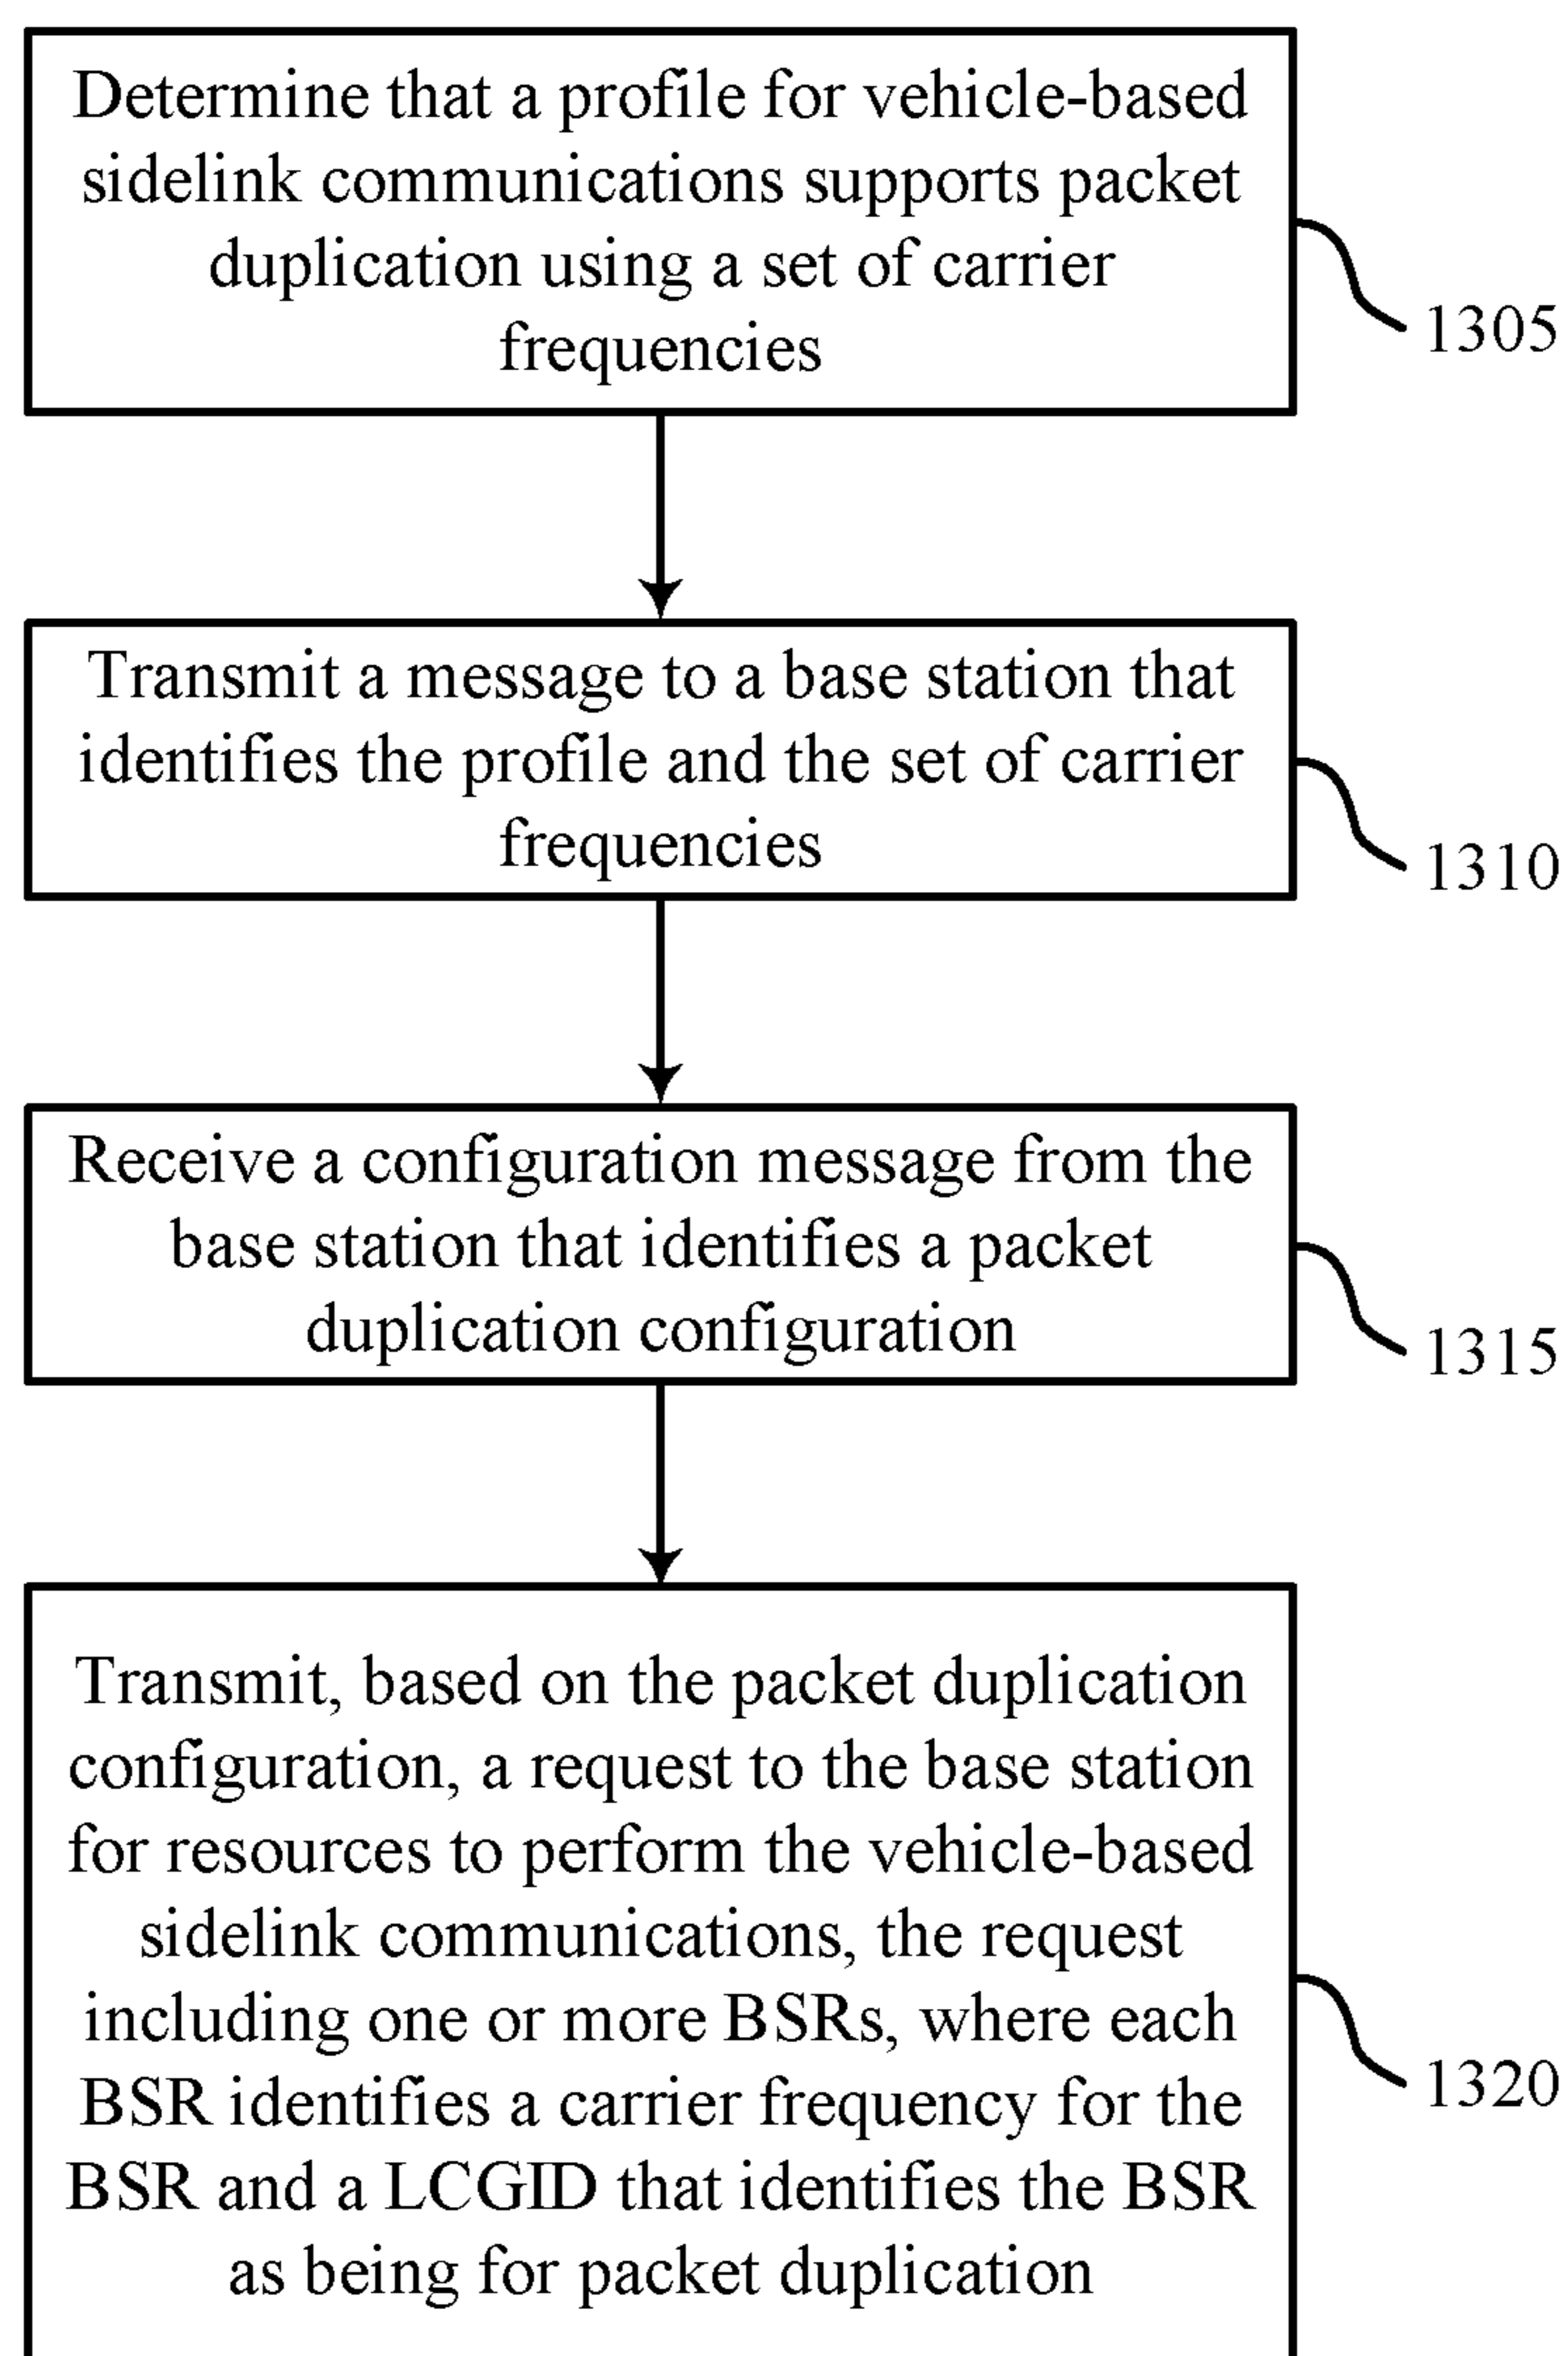 Determine that a profile for vehicle-based
sidelink communications supports packet
duplication using a set of carrier
frequencies
1305
Transmit a message to a base station that
identifies the profile and the set of carrier
frequencies
1310
Receive a configuration message from the
base station that identifies a packet
duplication configuration
1315
Transmit, based on the packet duplication
configuration, a request to the base station
for resources to perform the vehicle-based
sidelink communications, the request
including one or more BSRs, where each
BSR identifies a carrier frequency for the
BSR and a LCGID that identifies the BSR
as being for packet duplication
1320